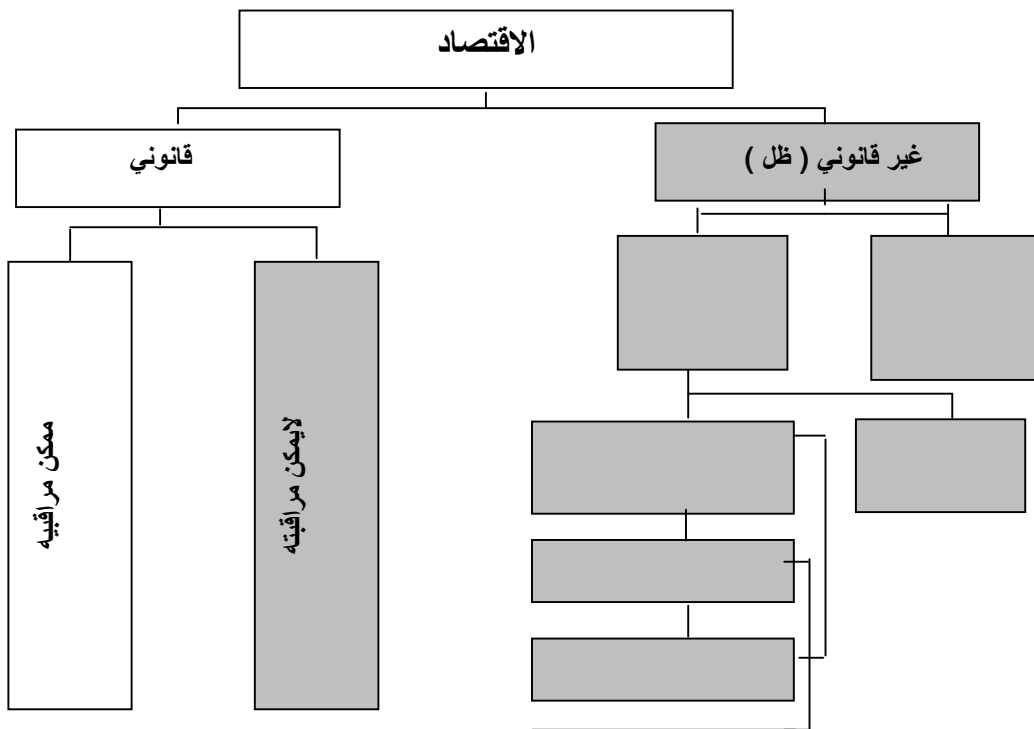 الاقتصاد
غير قانوني ( ظل )
قانوني
لايمكن مراقبته
ممكن مراقبيه